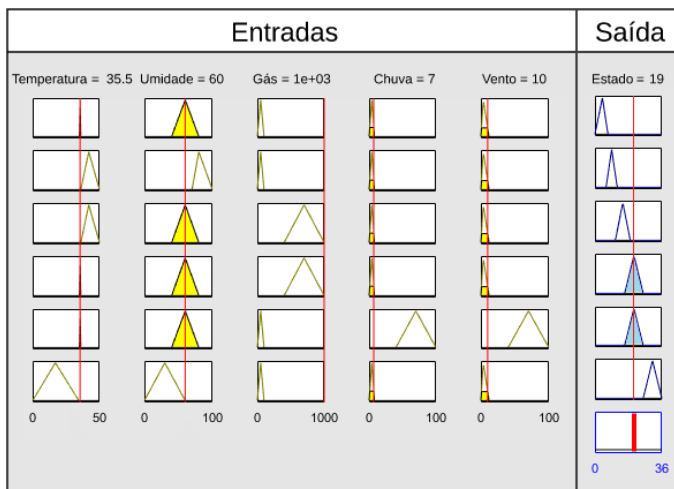 Entradas Saída
Temperatura = 35.5 Umidade = 60 Gás = 1e+03 Chuva = 7 Vento = 10 Estado = 19
0 50 0 100 0 1000 0 100 0 100
0 36